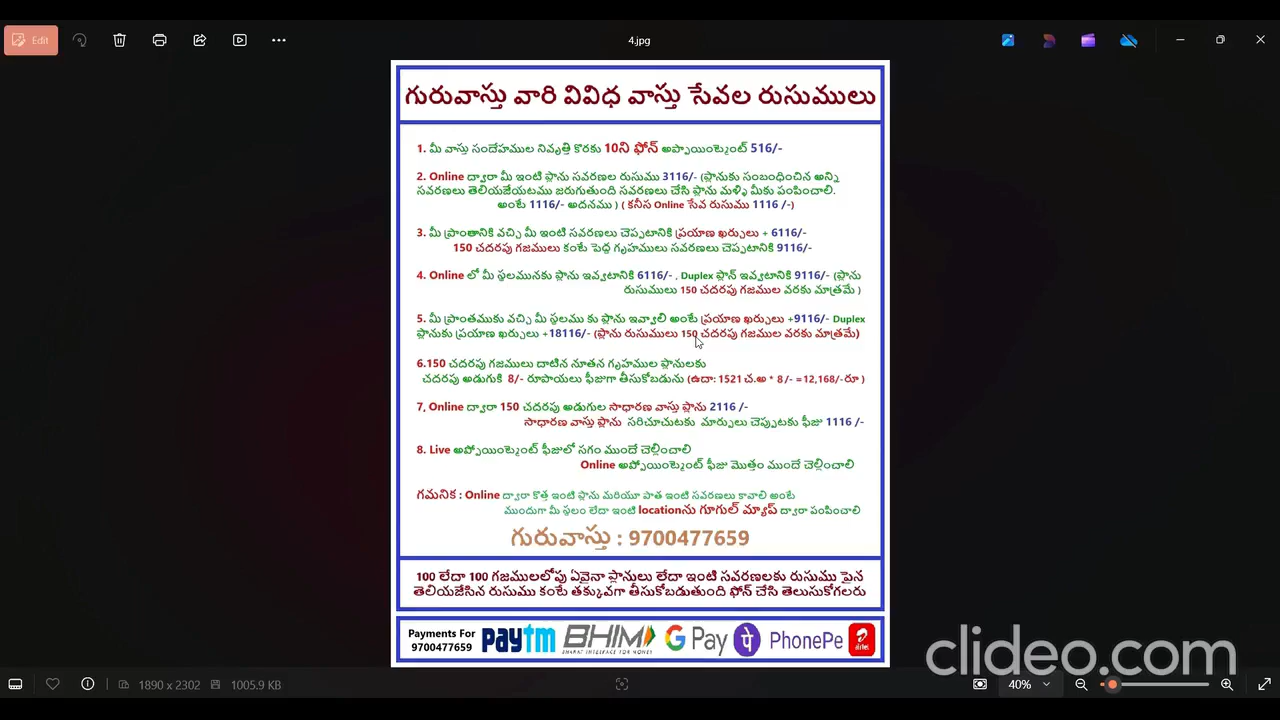 Edit
4.jpg
గురువాస్తు వారి వివిధ వాస్తు సేవల రుసుములు
1. మీ వాస్తు సందేహముల నివృత్తి కొరకు 10ని ఫోన్ అప్పాయింట్మెంట్ 516/-
2. Online ద్వారా మీ ఇంటి ప్లాను సవరణల రుసుము 3116/- (ప్లానుకు సంబంధించిన అన్ని
సవరణలు తెలియజేయటము జరుగుతుంది సవరణలు చేసి ప్లాను మళ్ళి మీకు పంపించాలి.
అంటే 1116/- అదనము ) ( కనీస Online సేవ రుసుము 1116 /-)
3. మీ ప్రాంతానికి వచ్చి మీ ఇంటి సవరణలు చెప్పటానికి ప్రయాణ ఖర్చులు + 6116/-
150 చదరపు గజములు కంటే పెద్ద గృహములు సవరణలు చెప్పటానికి 9116/-
4. Online లో మీ స్థలమునకు ప్లాను ఇవ్వటానికి 6116/- , Duplex ప్లాన్ ఇవ్వటానికి 9116/- (ప్లాను
రుసుములు 150 చదరపు గజముల వరకు మాత్రమే )
5. మీ ప్రాంతముకు వచ్చి మీ స్థలము కు ప్లాను ఇవ్వాలి అంటే ప్రయాణ ఖర్చులు +9116/- Duplex
ప్లానుకు ప్రయాణ ఖర్చులు +18116/- (ప్లాను రుసుములు 150 చదరపు గజముల వరకు మాత్రమే)
6.150 చదరపు గజములు దాటిన నూతన గృహముల ప్లానులకు
చదరపు అడుగుకి 8/- రూపాయలు ఫీజుగా తీసుకోబడును (ఉదా: 1521 చ.అ * 8 /- =12,168/-రూ )
7, Online ద్వారా 150 చదరపు అడుగుల సాధారణ వాస్తు ప్లాను 2116 /-
సాధారణ వాస్తు ప్లాను సరిచూచుటకు మార్పులు చెప్పుటకు ఫీజు 1116 /-
8. Live అప్పోయింట్మెంట్ ఫీజులో సగం ముందే చెల్లించాలి
Online అప్పోయింట్మెంట్ ఫీజు మొత్తం ముందే చెల్లించాలి
గమనిక : Online ద్వారా కొత్త ఇంటి ప్లాను మరియూ పాత ఇంటి సవరణలు కావాలి అంటే
ముందుగా మీ స్థలం లేదా ఇంటి locationను గూగుల్ మ్యాప్ ద్వారా పంపించాలి
గురువాస్తు : 9700477659
100 లేదా 100 గజములలోపు ఏవైనా ప్లానులు లేదా ఇంటి సవరణలకు రుసుము పైన
తెలియజేసిన రుసుము కంటే తక్కువగా తీసుకోబడుతుంది ఫోన్ చేసి తెలుసుకోగలరు
Payments For
9700477659
Paytm
BHIM
BHARAT INTERFACE FOR MONEY
G Pay
PhonePe
airtel
clideo.com
1890 x 2302
1005.9 KB
40%